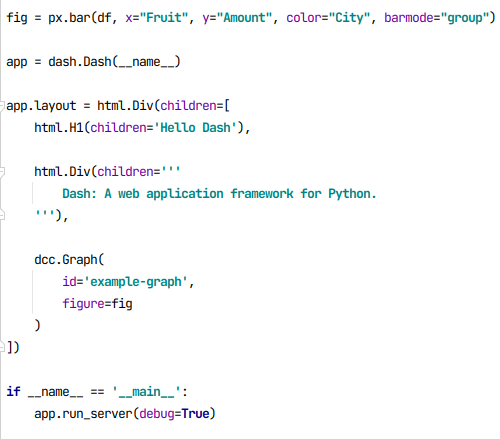 fig = px.bar(df, x="Fruit", y="Amount", color="City", barmode="group")
app = dash.Dash(__name__)
app.layout = html.Div(children=[
    html.H1(children='Hello Dash'),
    html.Div(children='''
        Dash: A web application framework for Python.
    '''),
    dcc.Graph(
        id='example-graph',
        figure=fig
    )
])
if __name__ == '__main__':
    app.run_server(debug=True)